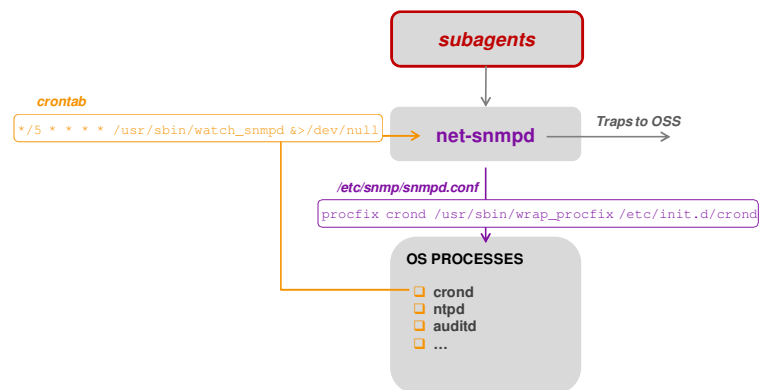 subagents
crontab
*/5 * * * * /usr/sbin/watch_snmpd &>/dev/null
net-snmpd
Traps to OSS
/etc/snmp/snmpd.conf
procfix crond /usr/sbin/wrap_procfix /etc/init.d/crond
OS PROCESSES
crond
ntpd
auditd
…